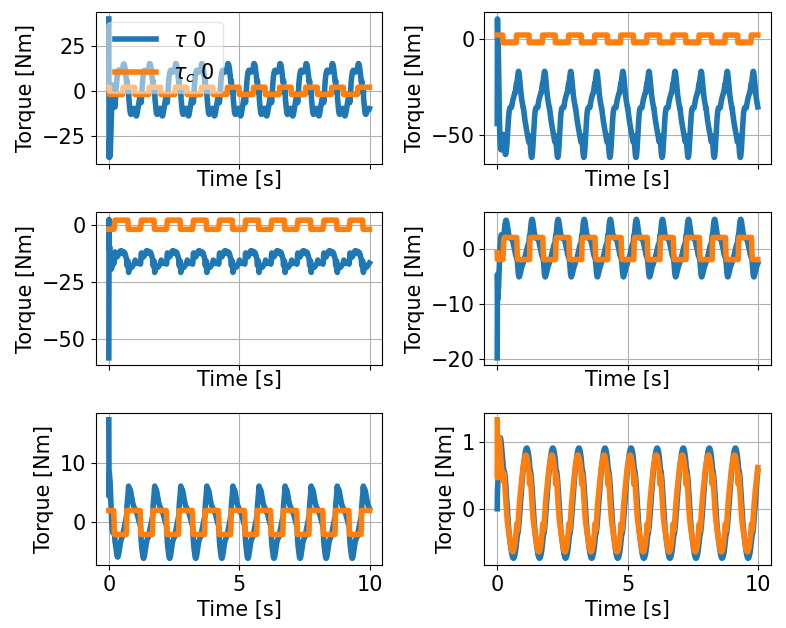 Torque [Nm]
25
0
−25
τ 0
τc 0
Time [s]
Torque [Nm]
0
−50
Time [s]
Torque [Nm]
0
−25
−50
Time [s]
Torque [Nm]
0
−10
−20
Time [s]
Torque [Nm]
10
0
0 5 10
Time [s]
Torque [Nm]
1
0
0 5 10
Time [s]